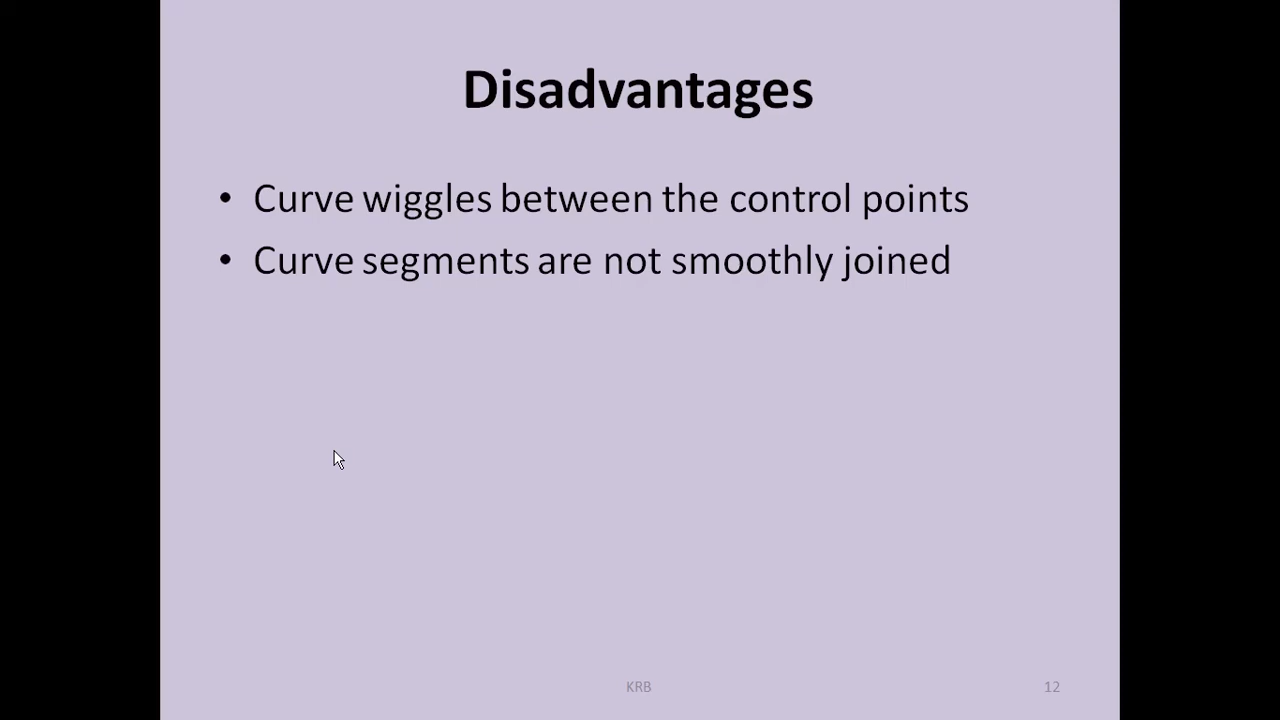 Disadvantages
• Curve wiggles between the control points
• Curve segments are not smoothly joined
KRB
12